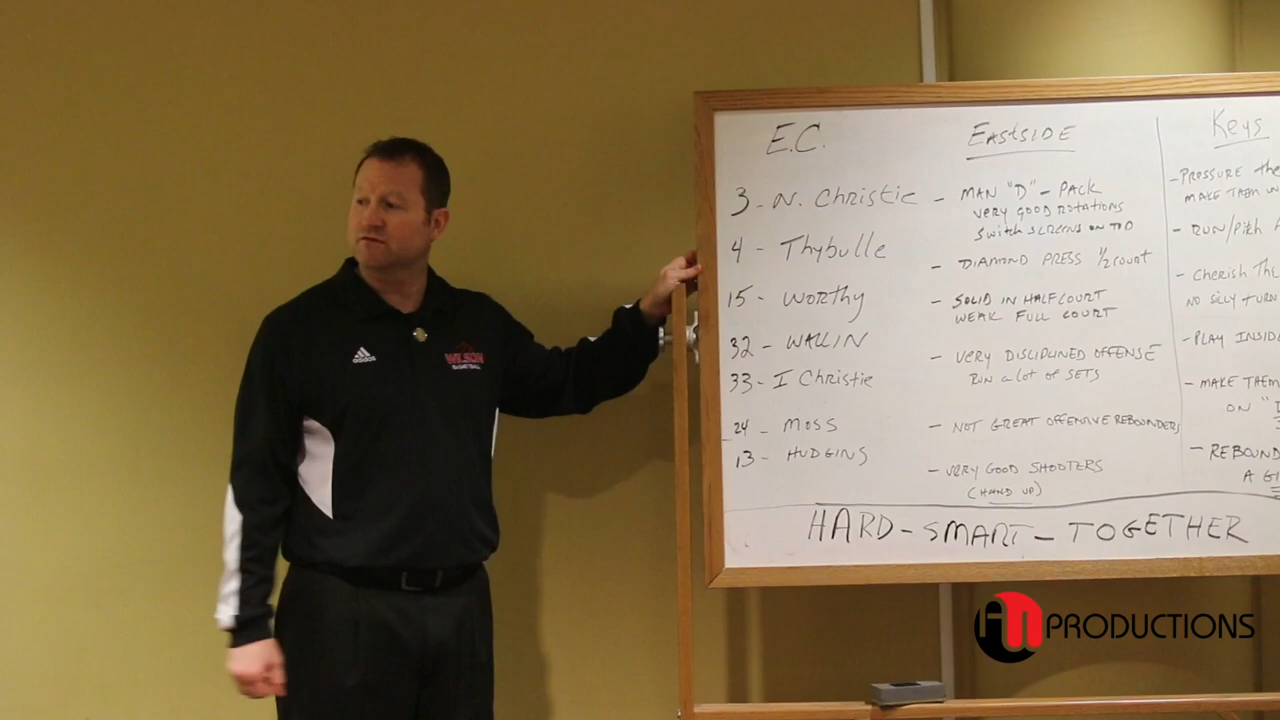 E.C.
3 - N. Christie
4 - Thybulle
15 - Worthy
32 - WALLIN
33 - I Christie
24 - MOSS
13 - HUDGINS
EASTSIDE
- MAN "D" - PACK
VERY GOOD ROTATIONS
SWITCH SCREENS ON
- DIAMOND PRESS 1/2 COURT
- SOLID IN HALFCOURT
WEAK FULL COURT
- VERY DISCIPLINED OFFENSE
RUN A LOT OF SETS
- NOT GREAT OFFENSIVE REBOUNDERS
- VERY GOOD SHOOTERS
(HAND UP)
Keys
- PRESSURE the
MAKE THEM
- RUN/Pitch
- CHERISH THE
NO SILLY TURN
- PLAY INSID
- MAKE THEM
ON "
- REBOUND
A
HARD - SMART - TOGETHER
adidas
WILSON
BASKETBALL
PRODUCTIONS